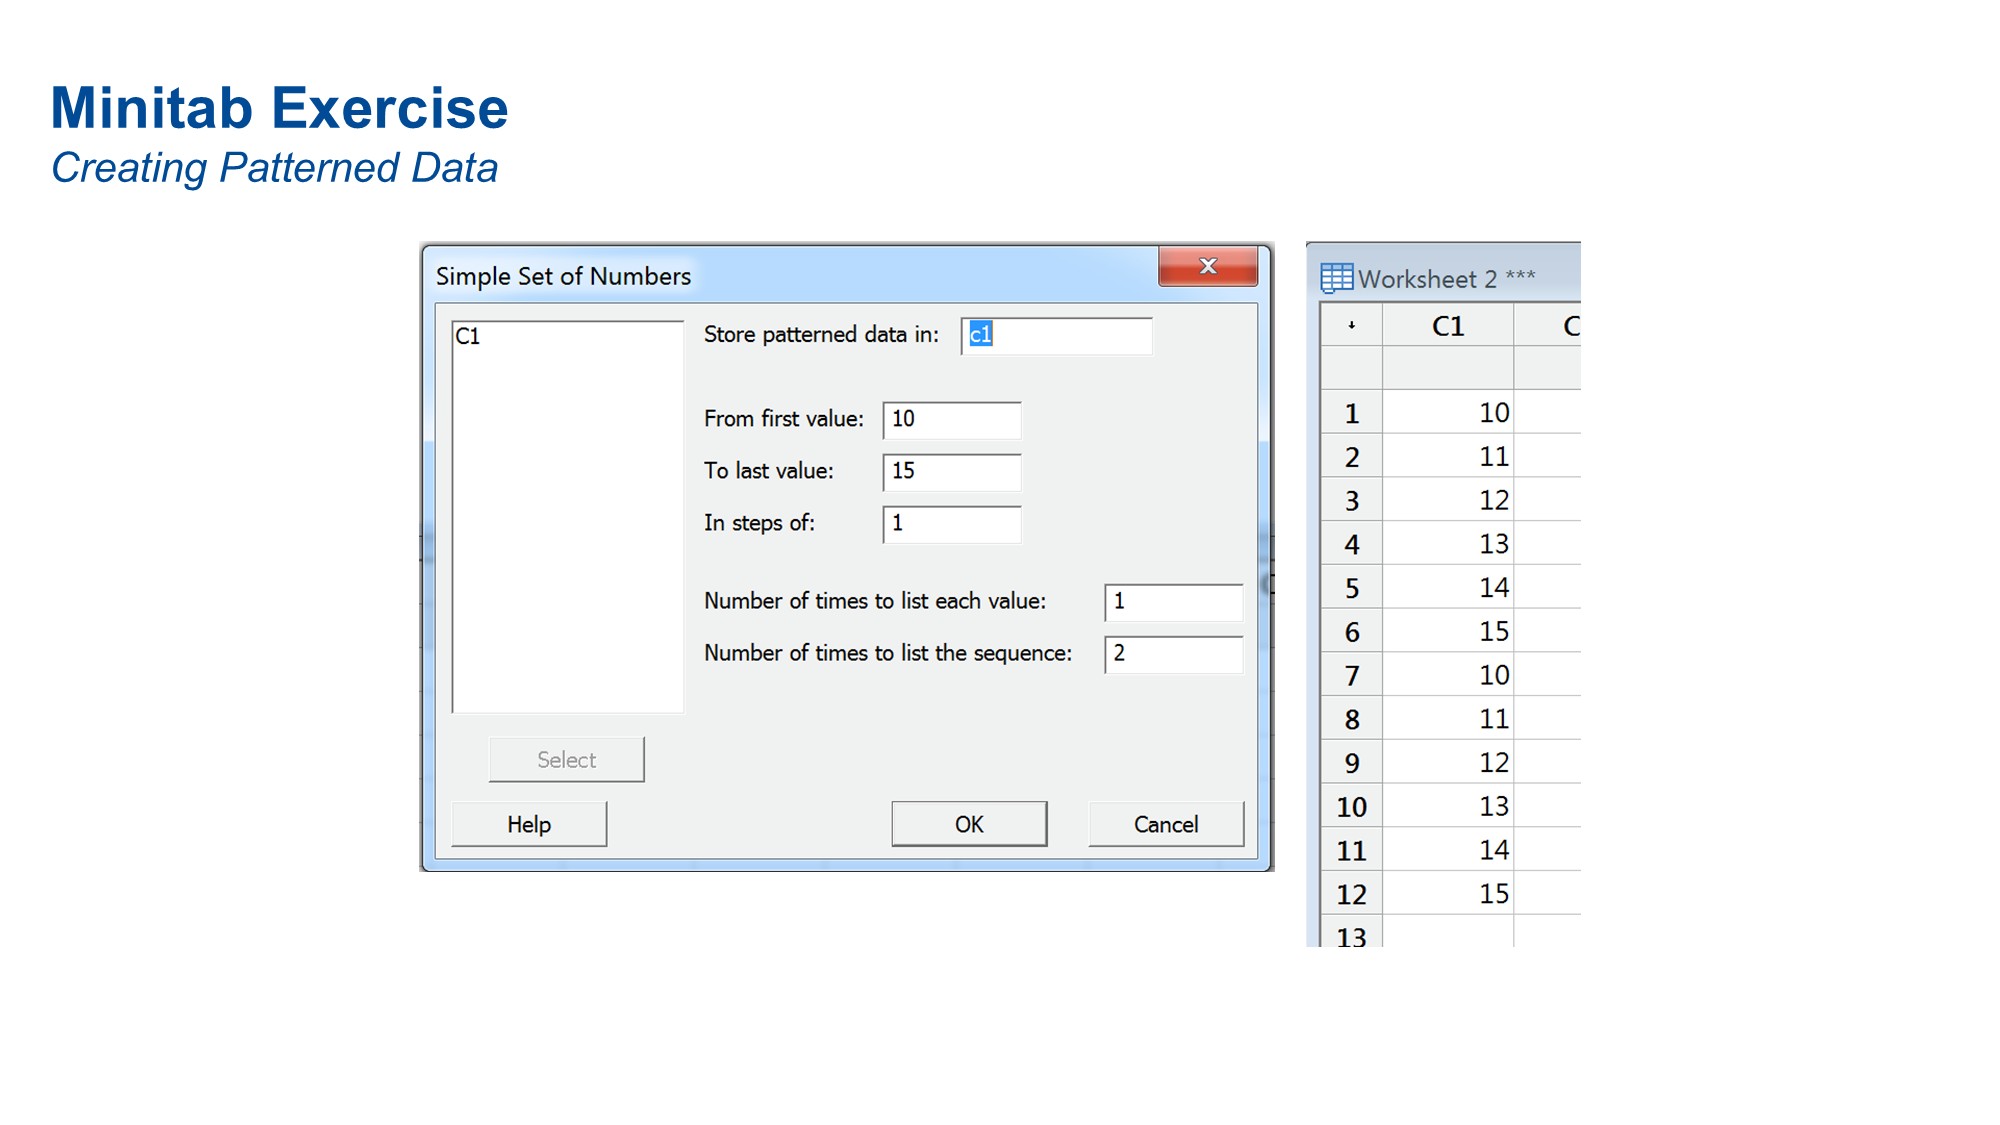 Minitab Exercise
Creating Patterned Data
Simple Set of Numbers
X
C1
Store patterned data in: c1
From first value: 10
To last value: 15
In steps of: 1
Number of times to list each value: 1
Number of times to list the sequence: 2
Select
Help OK Cancel
Worksheet 2 ***
↓ C1 C
1 10
2 11
3 12
4 13
5 14
6 15
7 10
8 11
9 12
10 13
11 14
12 15
13